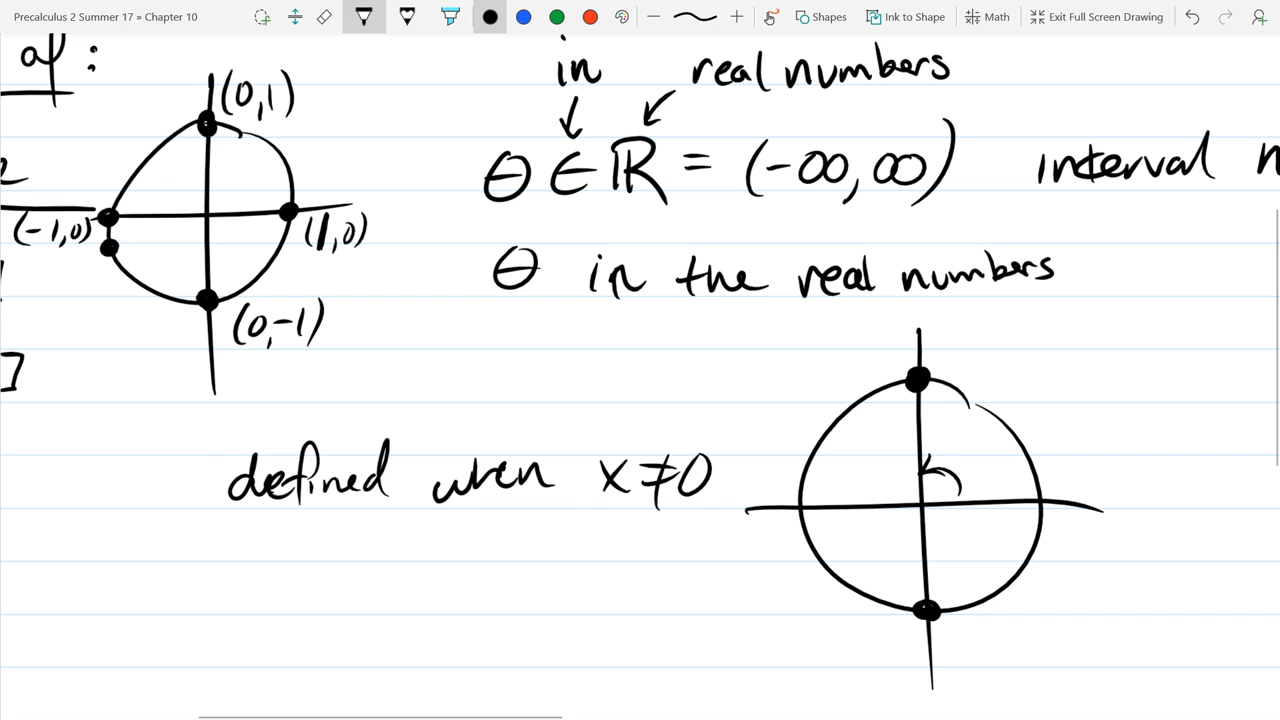 Precalculus 2 Summer 17 » Chapter 10
Shapes
Ink to Shape
Math
Exit Full Screen Drawing
of:
in real numbers
(0,1)
θ ∈ ℝ = (-∞,∞) interval
(-1,0)
(1,0)
θ in the real numbers
(0,-1)
]
defined when x≠0